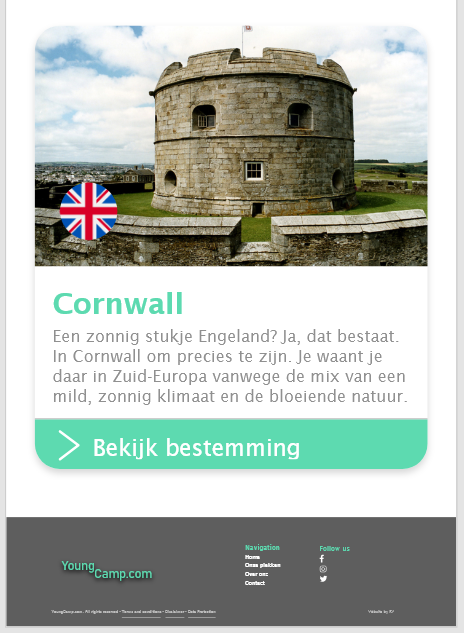 Cornwall
Een zonnig stukje Engeland? Ja, dat bestaat.
In Cornwall om precies te zijn. Je waant je
daar in Zuid-Europa vanwege de mix van een
mild, zonnig klimaat en de bloeiende natuur.
Bekijk bestemming
YoungCamp.com
Navigation
Home
Onze plekken
Over ons
Contact
Follow us
YoungCamp.com. All rights reserved - Terms and conditions - Disclaimer - Data Protection
Website by